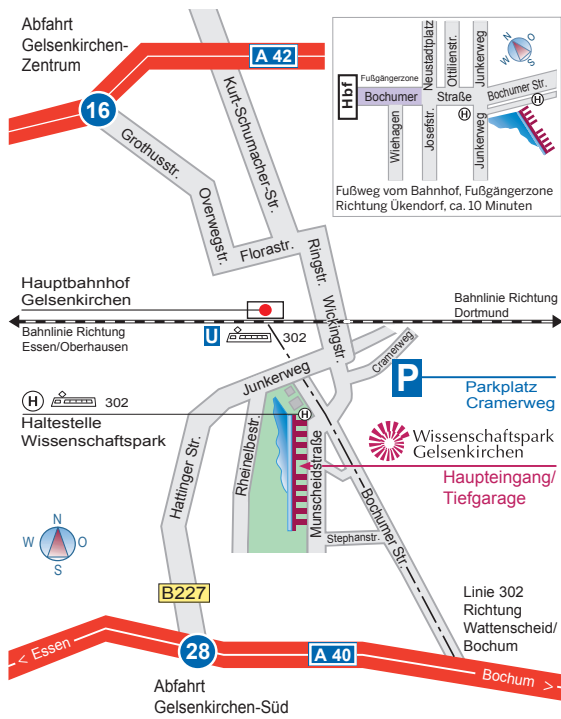 Abfahrt
Gelsenkirchen-
Zentrum
A 42
16
Kurt-Schumacher-Str.
Grothusstr.
Overwegstr.
Florastr.
Ringstr.
Wickingstr.
Neustadtplatz
Ottilienstr.
Junkerweg
N
W O
S
Hbf
Fußgängerzone
Bochumer Straße
Bochumer Str.
H
H
Wiehagen
Josefstr.
Junkerweg
Fußweg vom Bahnhof, Fußgängerzone
Richtung Ükendorf, ca. 10 Minuten
Hauptbahnhof
Gelsenkirchen
Bahnlinie Richtung
Dortmund
Bahnlinie Richtung
Essen/Oberhausen
U 302
Cramerweg
Junkerweg
P
Parkplatz
Cramerweg
H 302
Haltestelle
Wissenschaftspark
H
Wissenschaftspark
Gelsenkirchen
Haupteingang/
Tiefgarage
Hattinger Str.
Rheinelbestr.
Munscheidstraße
Bochumer Str.
Stephanstr.
N
W O
S
B227
Linie 302
Richtung
Wattenscheid/
Bochum
< Essen
28
A 40
Bochum >
Abfahrt
Gelsenkirchen-Süd